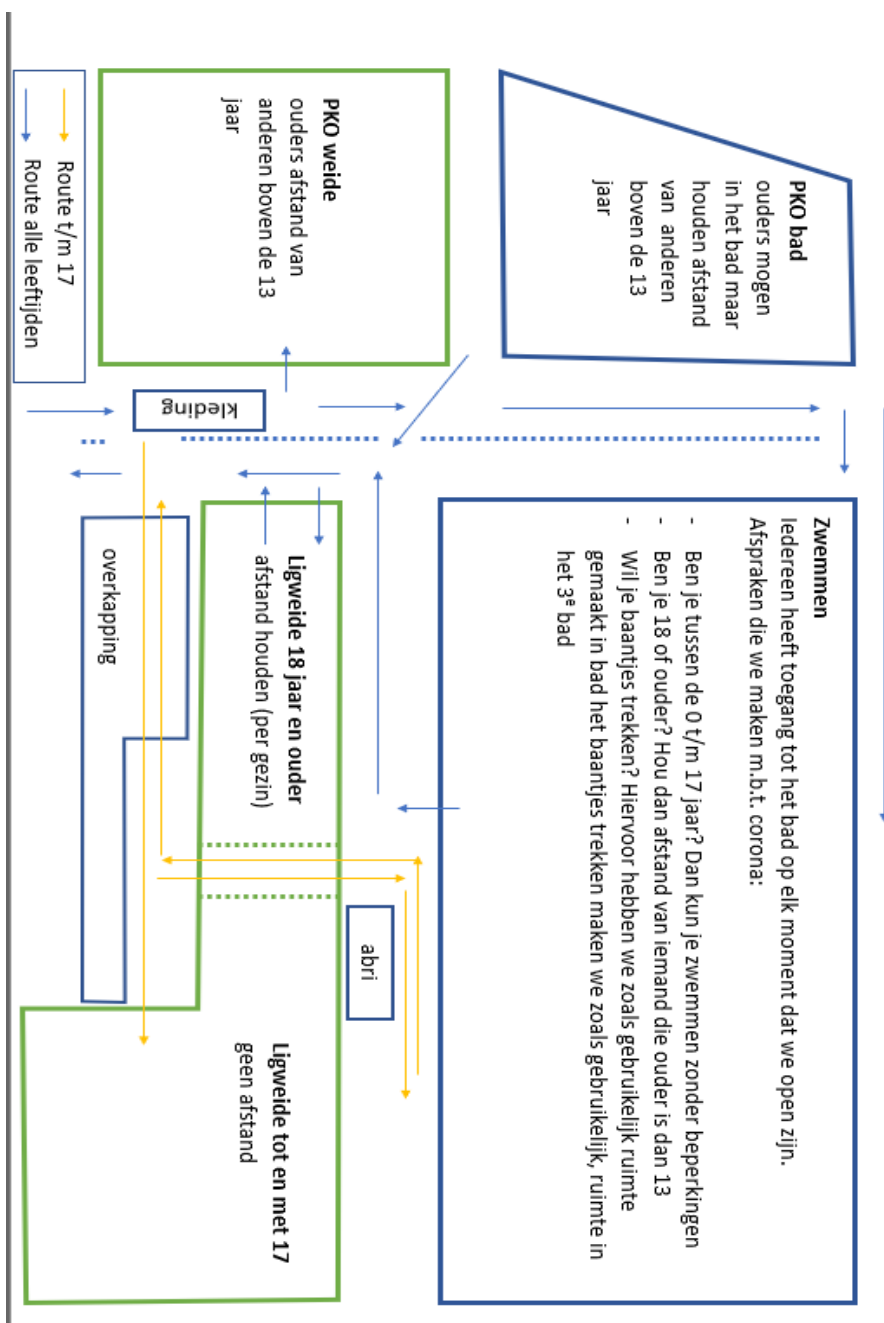 PKO bad
ouders mogen
in het bad maar
houden afstand
van anderen
boven de 13
jaar
PKO weide
ouders afstand van
anderen boven de 13
jaar
Route t/m 17
Route alle leeftijden
kleding
Zwemmen
Iedereen heeft toegang tot het bad op elk moment dat we open zijn.
Afspraken die we maken m.b.t. corona:
- Ben je tussen de 0 t/m 17 jaar? Dan kun je zwemmen zonder beperkingen
- Ben je 18 of ouder? Hou dan afstand van iemand die ouder is dan 13
- Wil je baantjes trekken? Hiervoor hebben we zoals gebruikelijk ruimte
gemaakt in bad het baantjes trekken maken we zoals gebruikelijk, ruimte in
het 3ᵉ bad
abri
Ligweide 18 jaar en ouder
afstand houden (per gezin)
overkapping
Ligweide tot en met 17
geen afstand